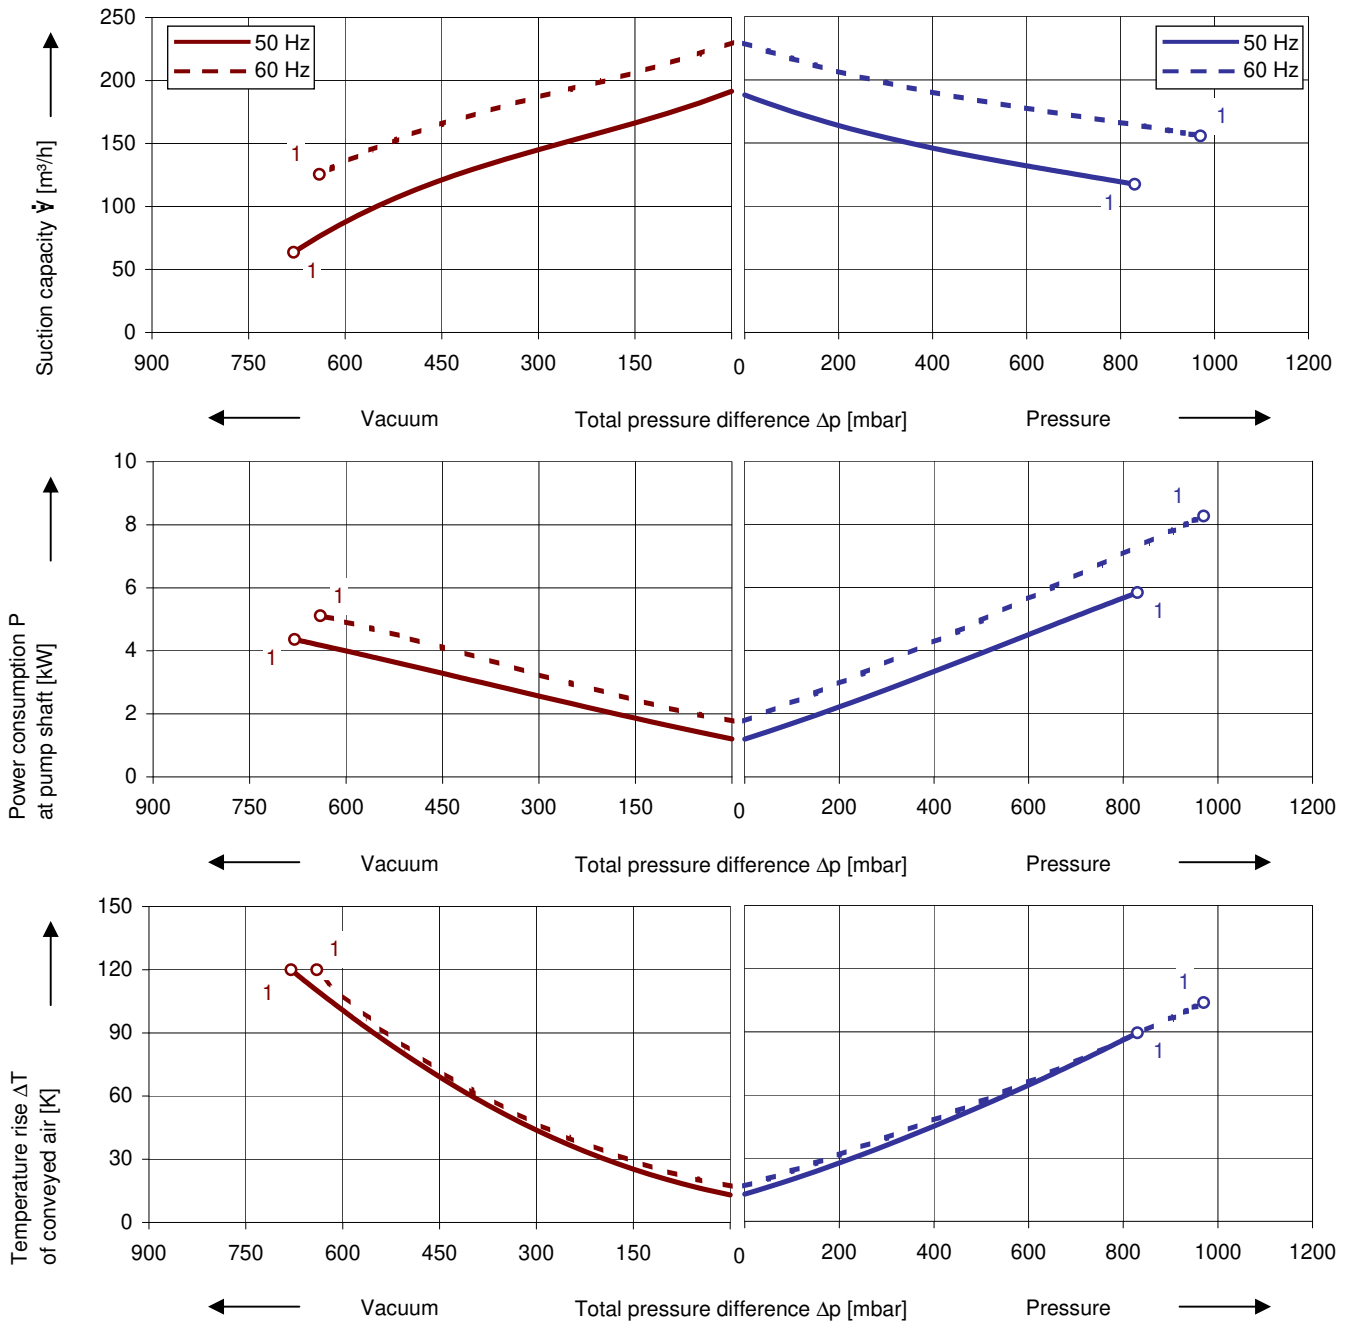 250
200
150
100
50
0
Suction capacity V̇ [m³/h]
50 Hz
60 Hz
50 Hz
60 Hz
1
1
1
1
900 750 600 450 300 150 0 200 400 600 800 1000 1200
Vacuum Total pressure difference Δp [mbar] Pressure
10
8
6
4
2
0
Power consumption P
at pump shaft [kW]
1
1
1
1
900 750 600 450 300 150 0 200 400 600 800 1000 1200
Vacuum Total pressure difference Δp [mbar] Pressure
150
120
90
60
30
0
Temperature rise ΔT
of conveyed air [K]
1
1
1
1
900 750 600 450 300 150 0 200 400 600 800 1000 1200
Vacuum Total pressure difference Δp [mbar] Pressure